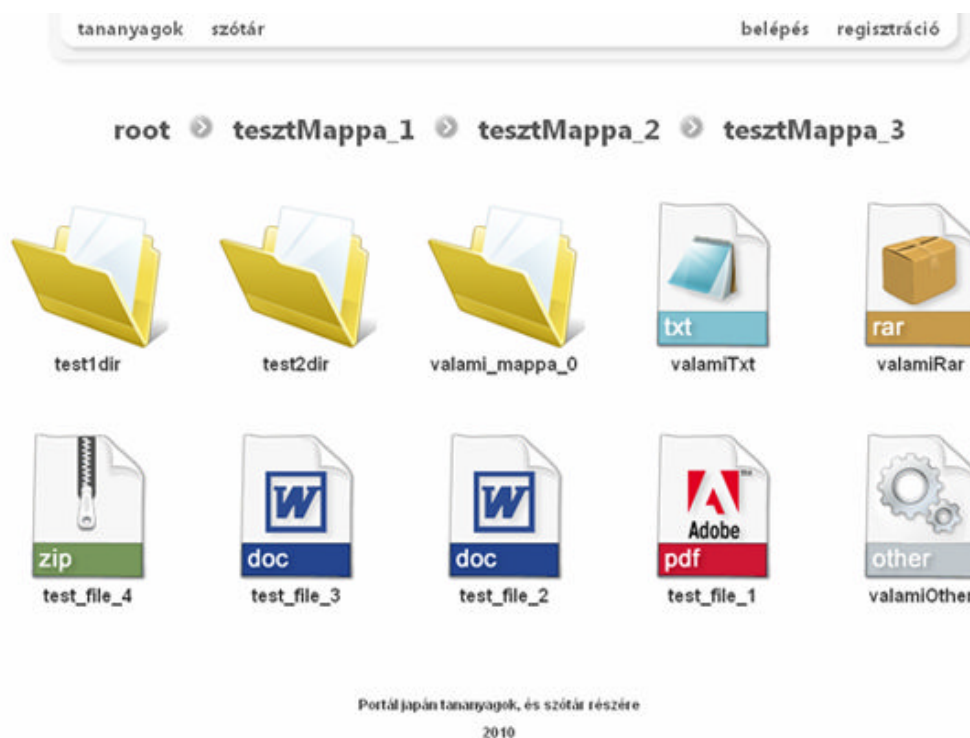 tananyagok szótár belépés regisztráció
root tesztMappa_1 tesztMappa_2 tesztMappa_3
txt rar
test1dir test2dir valami_mappa_0 valamiTxt valamiRar
W W Adobe
zip doc doc pdf other
test_file_4 test_file_3 test_file_2 test_file_1 valamiOther
Portál japán tananyagok, és szótár részére
2010